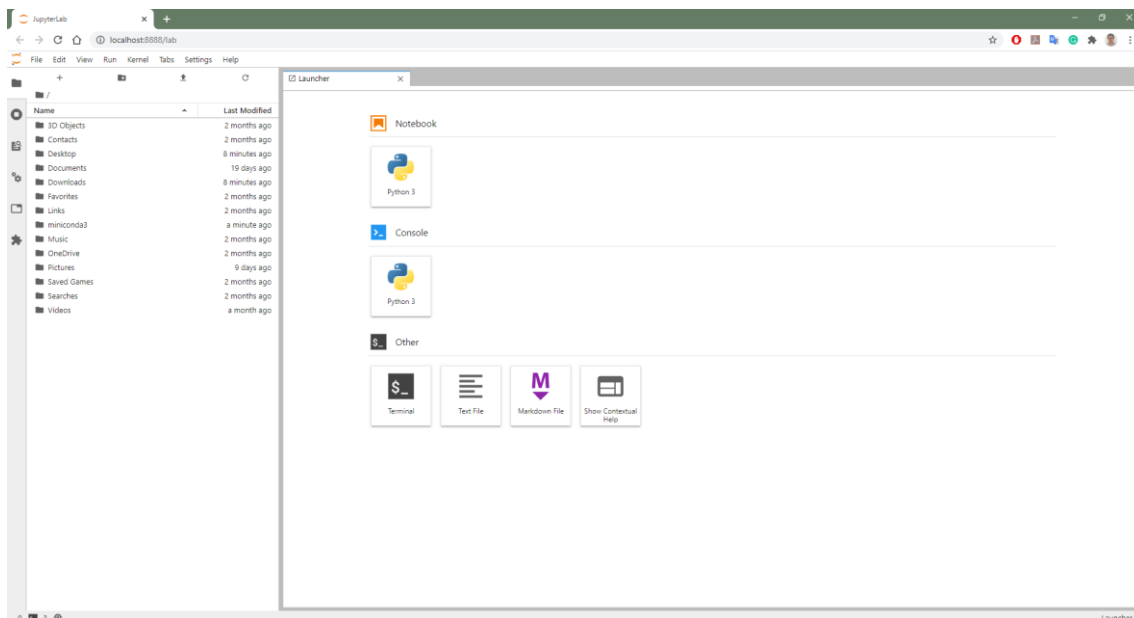 JupyterLab
localhost:8888/lab
File Edit View Run Kernel Tabs Settings Help
/
Name Last Modified
3D Objects 2 months ago
Contacts 2 months ago
Desktop 8 minutes ago
Documents 19 days ago
Downloads 8 minutes ago
Favorites 2 months ago
Links 2 months ago
miniconda3 a minute ago
Music 2 months ago
OneDrive 2 months ago
Pictures 9 days ago
Saved Games 2 months ago
Searches 2 months ago
Videos a month ago
Launcher
Notebook
Python 3
Console
Python 3
$_ Other
$_
Terminal
Text File
M
Markdown File
Show Contextual
Help
Launcher